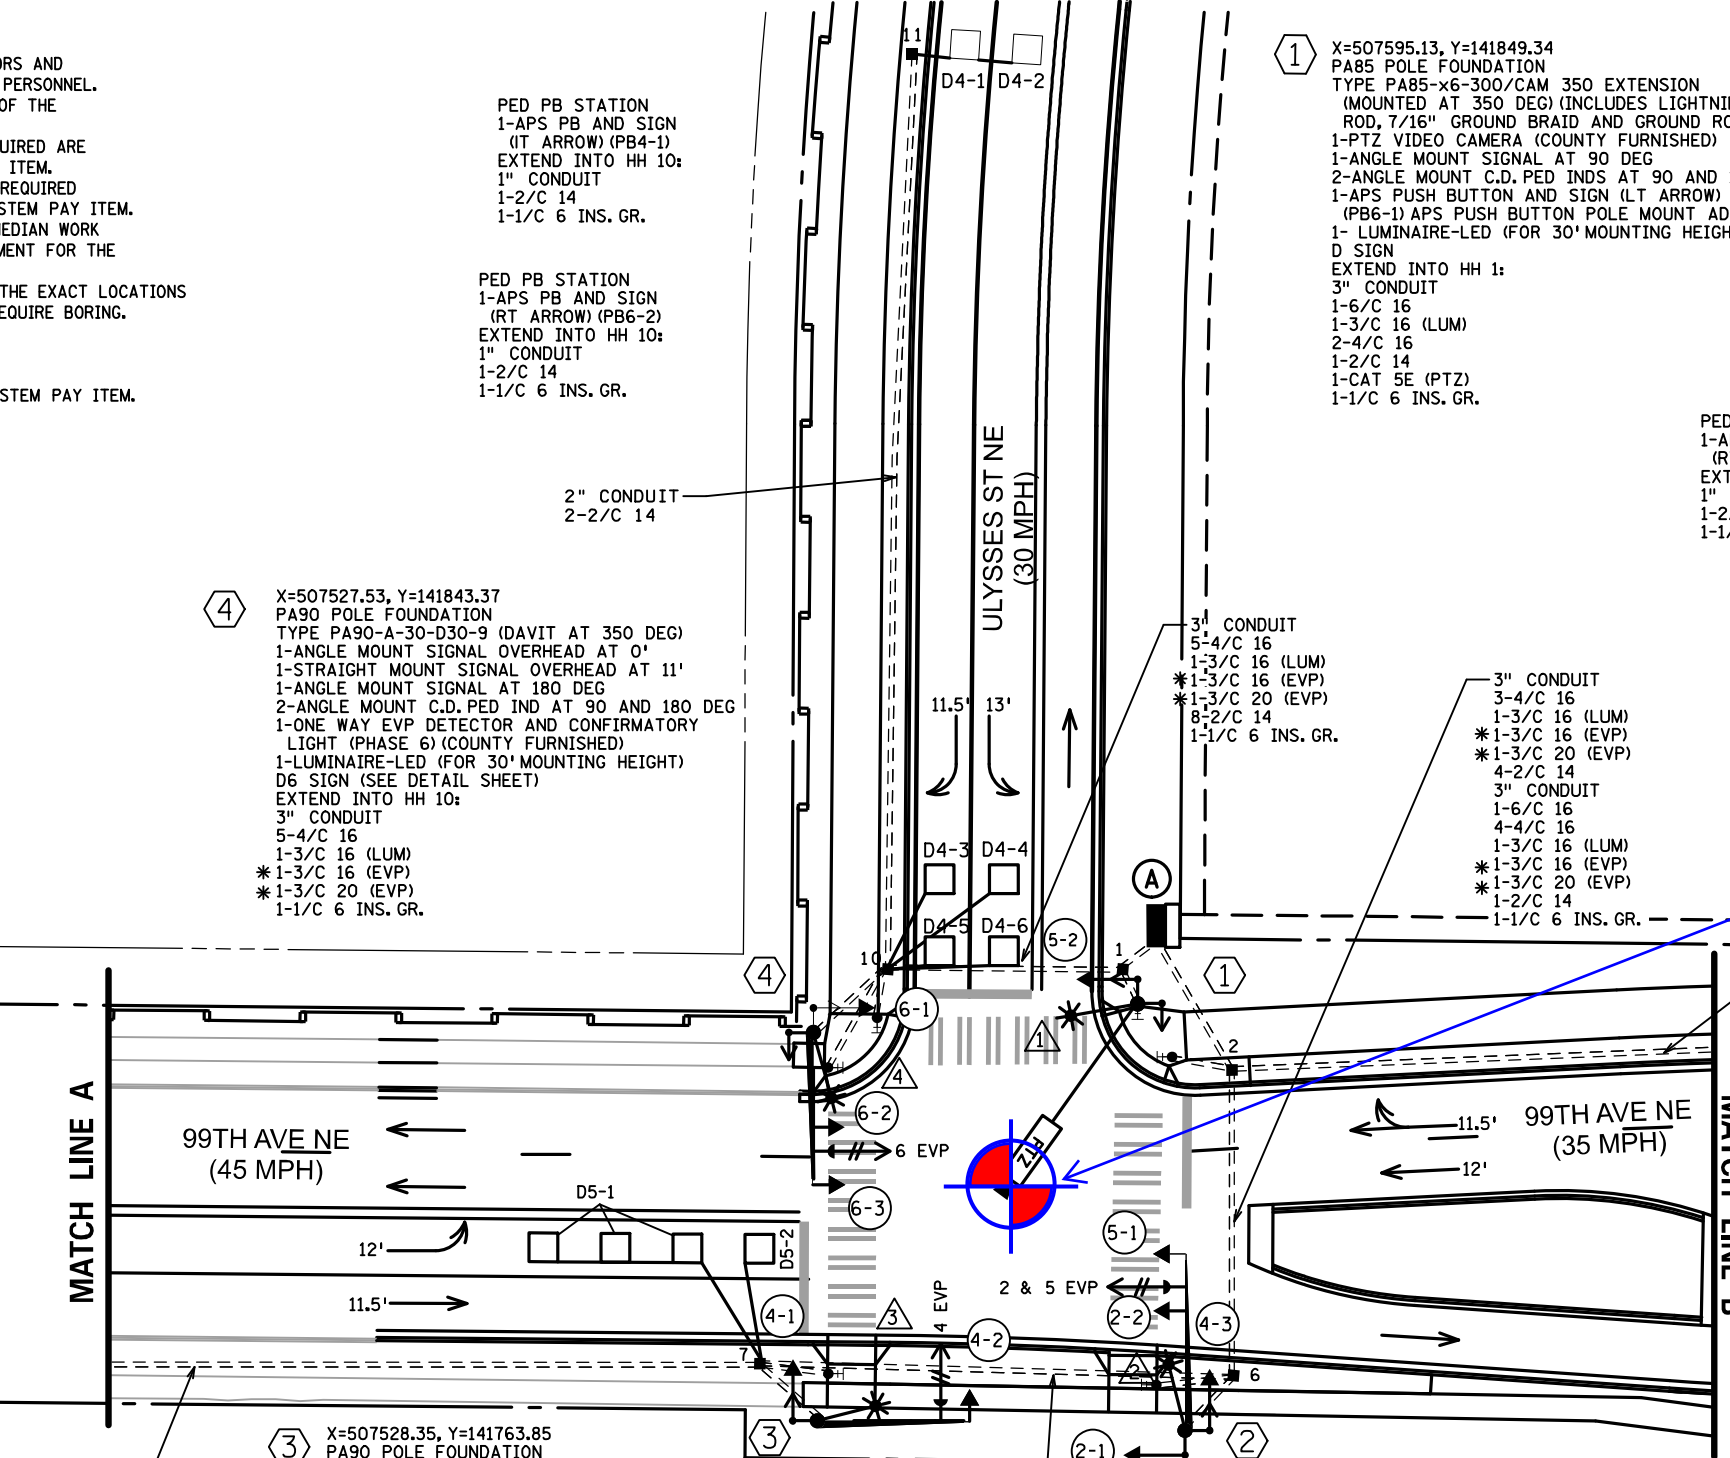 ORS AND
PERSONNEL.
OF THE
UIRED ARE
ITEM.
REQUIRED
STEM PAY ITEM.
MEDIAN WORK
MENT FOR THE
THE EXACT LOCATIONS
EQUIRE BORING.
STEM PAY ITEM.
PED PB STATION
1-APS PB AND SIGN
(IT ARROW)(PB4-1)
EXTEND INTO HH 10:
1" CONDUIT
1-2/C 14
1-1/C 6 INS.GR.
PED PB STATION
1-APS PB AND SIGN
(RT ARROW)(PB6-2)
EXTEND INTO HH 10:
1" CONDUIT
1-2/C 14
1-1/C 6 INS.GR.
2" CONDUIT
2-2/C 14
11
D4-1 D4-2
1
X=507595.13, Y=141849.34
PA85 POLE FOUNDATION
TYPE PA85-x6-300/CAM 350 EXTENSION
(MOUNTED AT 350 DEG)(INCLUDES LIGHTNI
ROD, 7/16" GROUND BRAID AND GROUND RO
1-PTZ VIDEO CAMERA (COUNTY FURNISHED)
1-ANGLE MOUNT SIGNAL AT 90 DEG
2-ANGLE MOUNT C.D. PED INDS AT 90 AND
1-APS PUSH BUTTON AND SIGN (LT ARROW)
(PB6-1) APS PUSH BUTTON POLE MOUNT AD
1- LUMINAIRE-LED (FOR 30' MOUNTING HEIGH
D SIGN
EXTEND INTO HH 1:
3" CONDUIT
1-6/C 16
1-3/C 16 (LUM)
2-4/C 16
1-2/C 14
1-CAT 5E (PTZ)
1-1/C 6 INS.GR.
PED
1-A
(R
EXT
1"
1-2
1-1/
ULYSSES ST NE
(30 MPH)
4
X=507527.53, Y=141843.37
PA90 POLE FOUNDATION
TYPE PA90-A-30-D30-9 (DAVIT AT 350 DEG)
1-ANGLE MOUNT SIGNAL OVERHEAD AT 0'
1-STRAIGHT MOUNT SIGNAL OVERHEAD AT 11'
1-ANGLE MOUNT SIGNAL AT 180 DEG
2-ANGLE MOUNT C.D. PED IND AT 90 AND 180 DEG
1-ONE WAY EVP DETECTOR AND CONFIRMATORY
LIGHT (PHASE 6)(COUNTY FURNISHED)
1-LUMINAIRE-LED (FOR 30' MOUNTING HEIGHT)
D6 SIGN (SEE DETAIL SHEET)
EXTEND INTO HH 10:
3" CONDUIT
5-4/C 16
1-3/C 16 (LUM)
* 1-3/C 16 (EVP)
* 1-3/C 20 (EVP)
1-1/C 6 INS.GR.
3" CONDUIT
5-4/C 16
1-3/C 16 (LUM)
* 1-3/C 16 (EVP)
* 1-3/C 20 (EVP)
8-2/C 14
1-1/C 6 INS.GR.
3" CONDUIT
3-4/C 16
1-3/C 16 (LUM)
* 1-3/C 16 (EVP)
* 1-3/C 20 (EVP)
4-2/C 14
3" CONDUIT
1-6/C 16
4-4/C 16
1-3/C 16 (LUM)
* 1-3/C 16 (EVP)
* 1-3/C 20 (EVP)
1-2/C 14
1-1/C 6 INS.GR.
11.5' 13'
D4-3 D4-4
D4-5 D4-6
A
5-2
10
1
4
1
6-1
1
2
4
6-2
MATCH LINE A
99TH AVE NE
(45 MPH)
6 EVP
PTZ
11.5'
99TH AVE NE
(35 MPH)
12'
MATCH LINE B
D5-1
6-3
5-1
12'
D5-2
2 & 5 EVP
11.5'
4-1
3
4 EVP
2-2
4-3
4-2
7
2
6
3
X=507528.35, Y=141763.85
PA90 POLE FOUNDATION
3
2-1
2